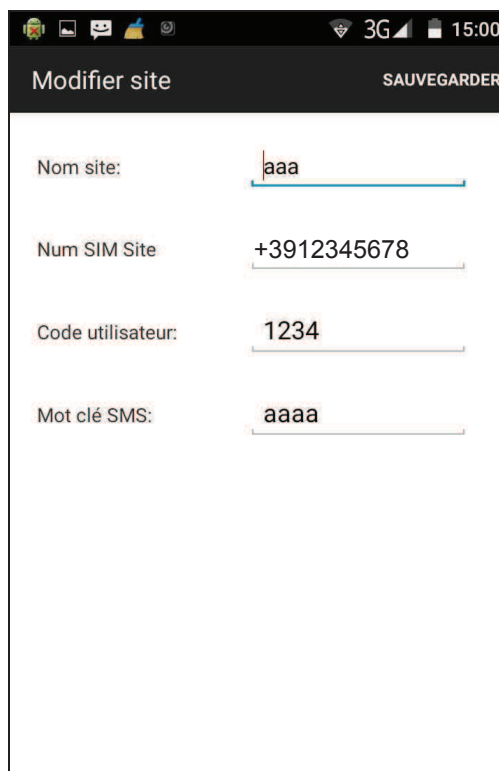 3G 15:00
Modifier site SAUVEGARDER
Nom site: aaa
Num SIM Site +3912345678
Code utilisateur: 1234
Mot clé SMS: aaaa